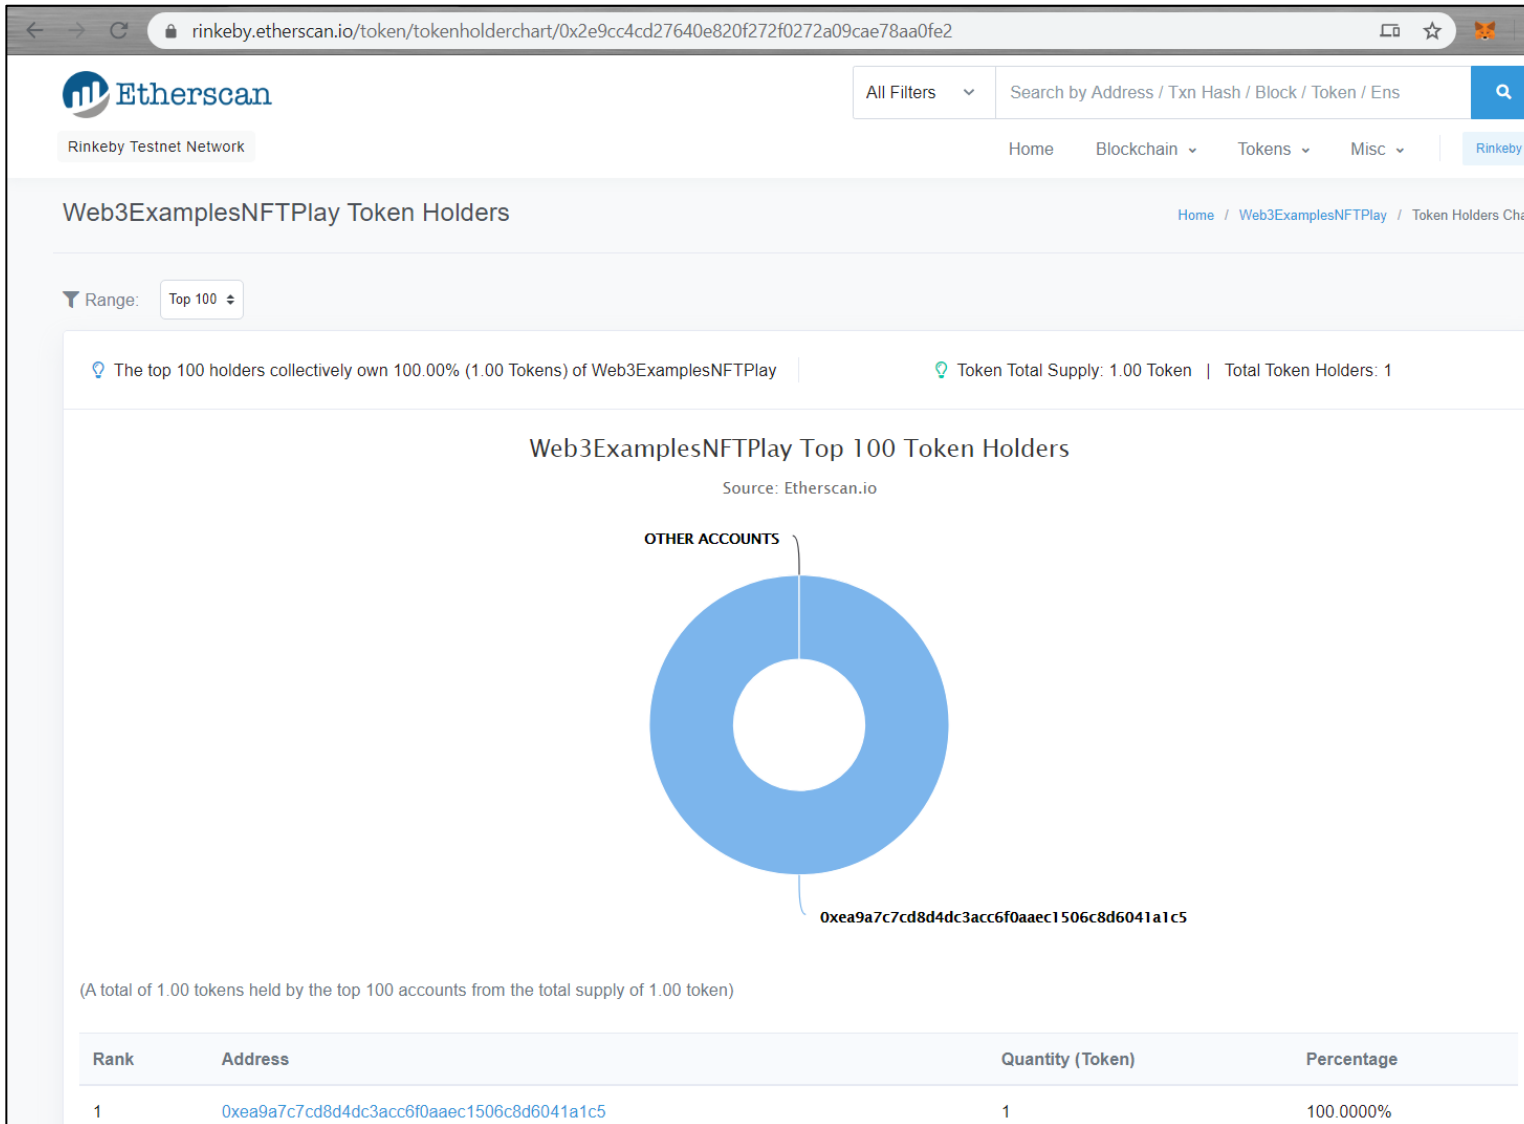 rinkeby.etherscan.io/token/tokenholderchart/0x2e9cc4cd27640e820f272f0272a09cae78aa0fe2
Etherscan
All Filters
Search by Address / Txn Hash / Block / Token / Ens
Rinkeby Testnet Network
Home Blockchain Tokens Misc Rinkeby
Web3ExamplesNFTPlay Token Holders
Home / Web3ExamplesNFTPlay / Token Holders Cha
Range: Top 100
The top 100 holders collectively own 100.00% (1.00 Tokens) of Web3ExamplesNFTPlay
Token Total Supply: 1.00 Token | Total Token Holders: 1
Web3ExamplesNFTPlay Top 100 Token Holders
Source: Etherscan.io
OTHER ACCOUNTS
0xea9a7c7cd8d4dc3acc6f0aaec1506c8d6041a1c5
(A total of 1.00 tokens held by the top 100 accounts from the total supply of 1.00 token)
Rank Address Quantity (Token) Percentage
1 0xea9a7c7cd8d4dc3acc6f0aaec1506c8d6041a1c5 1 100.0000%